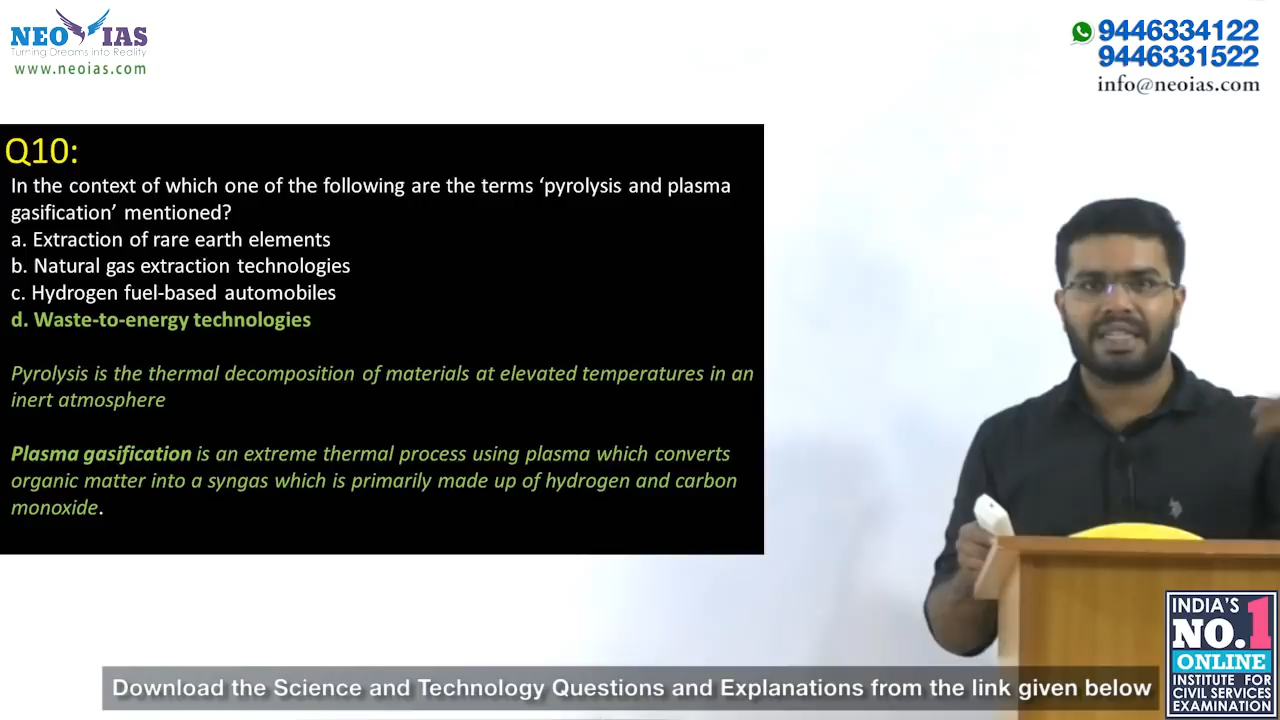 NEO IAS
Turning Dreams into Reality
www.neoias.com
9446334122
9446331522
info@neoias.com
Q10:
In the context of which one of the following are the terms ‘pyrolysis and plasma
gasification’ mentioned?
a. Extraction of rare earth elements
b. Natural gas extraction technologies
c. Hydrogen fuel-based automobiles
d. Waste-to-energy technologies
Pyrolysis is the thermal decomposition of materials at elevated temperatures in an
inert atmosphere
Plasma gasification is an extreme thermal process using plasma which converts
organic matter into a syngas which is primarily made up of hydrogen and carbon
monoxide.
INDIA'S
NO.1
ONLINE
INSTITUTE FOR
CIVIL SERVICES
EXAMINATION
Download the Science and Technology Questions and Explanations from the link given below